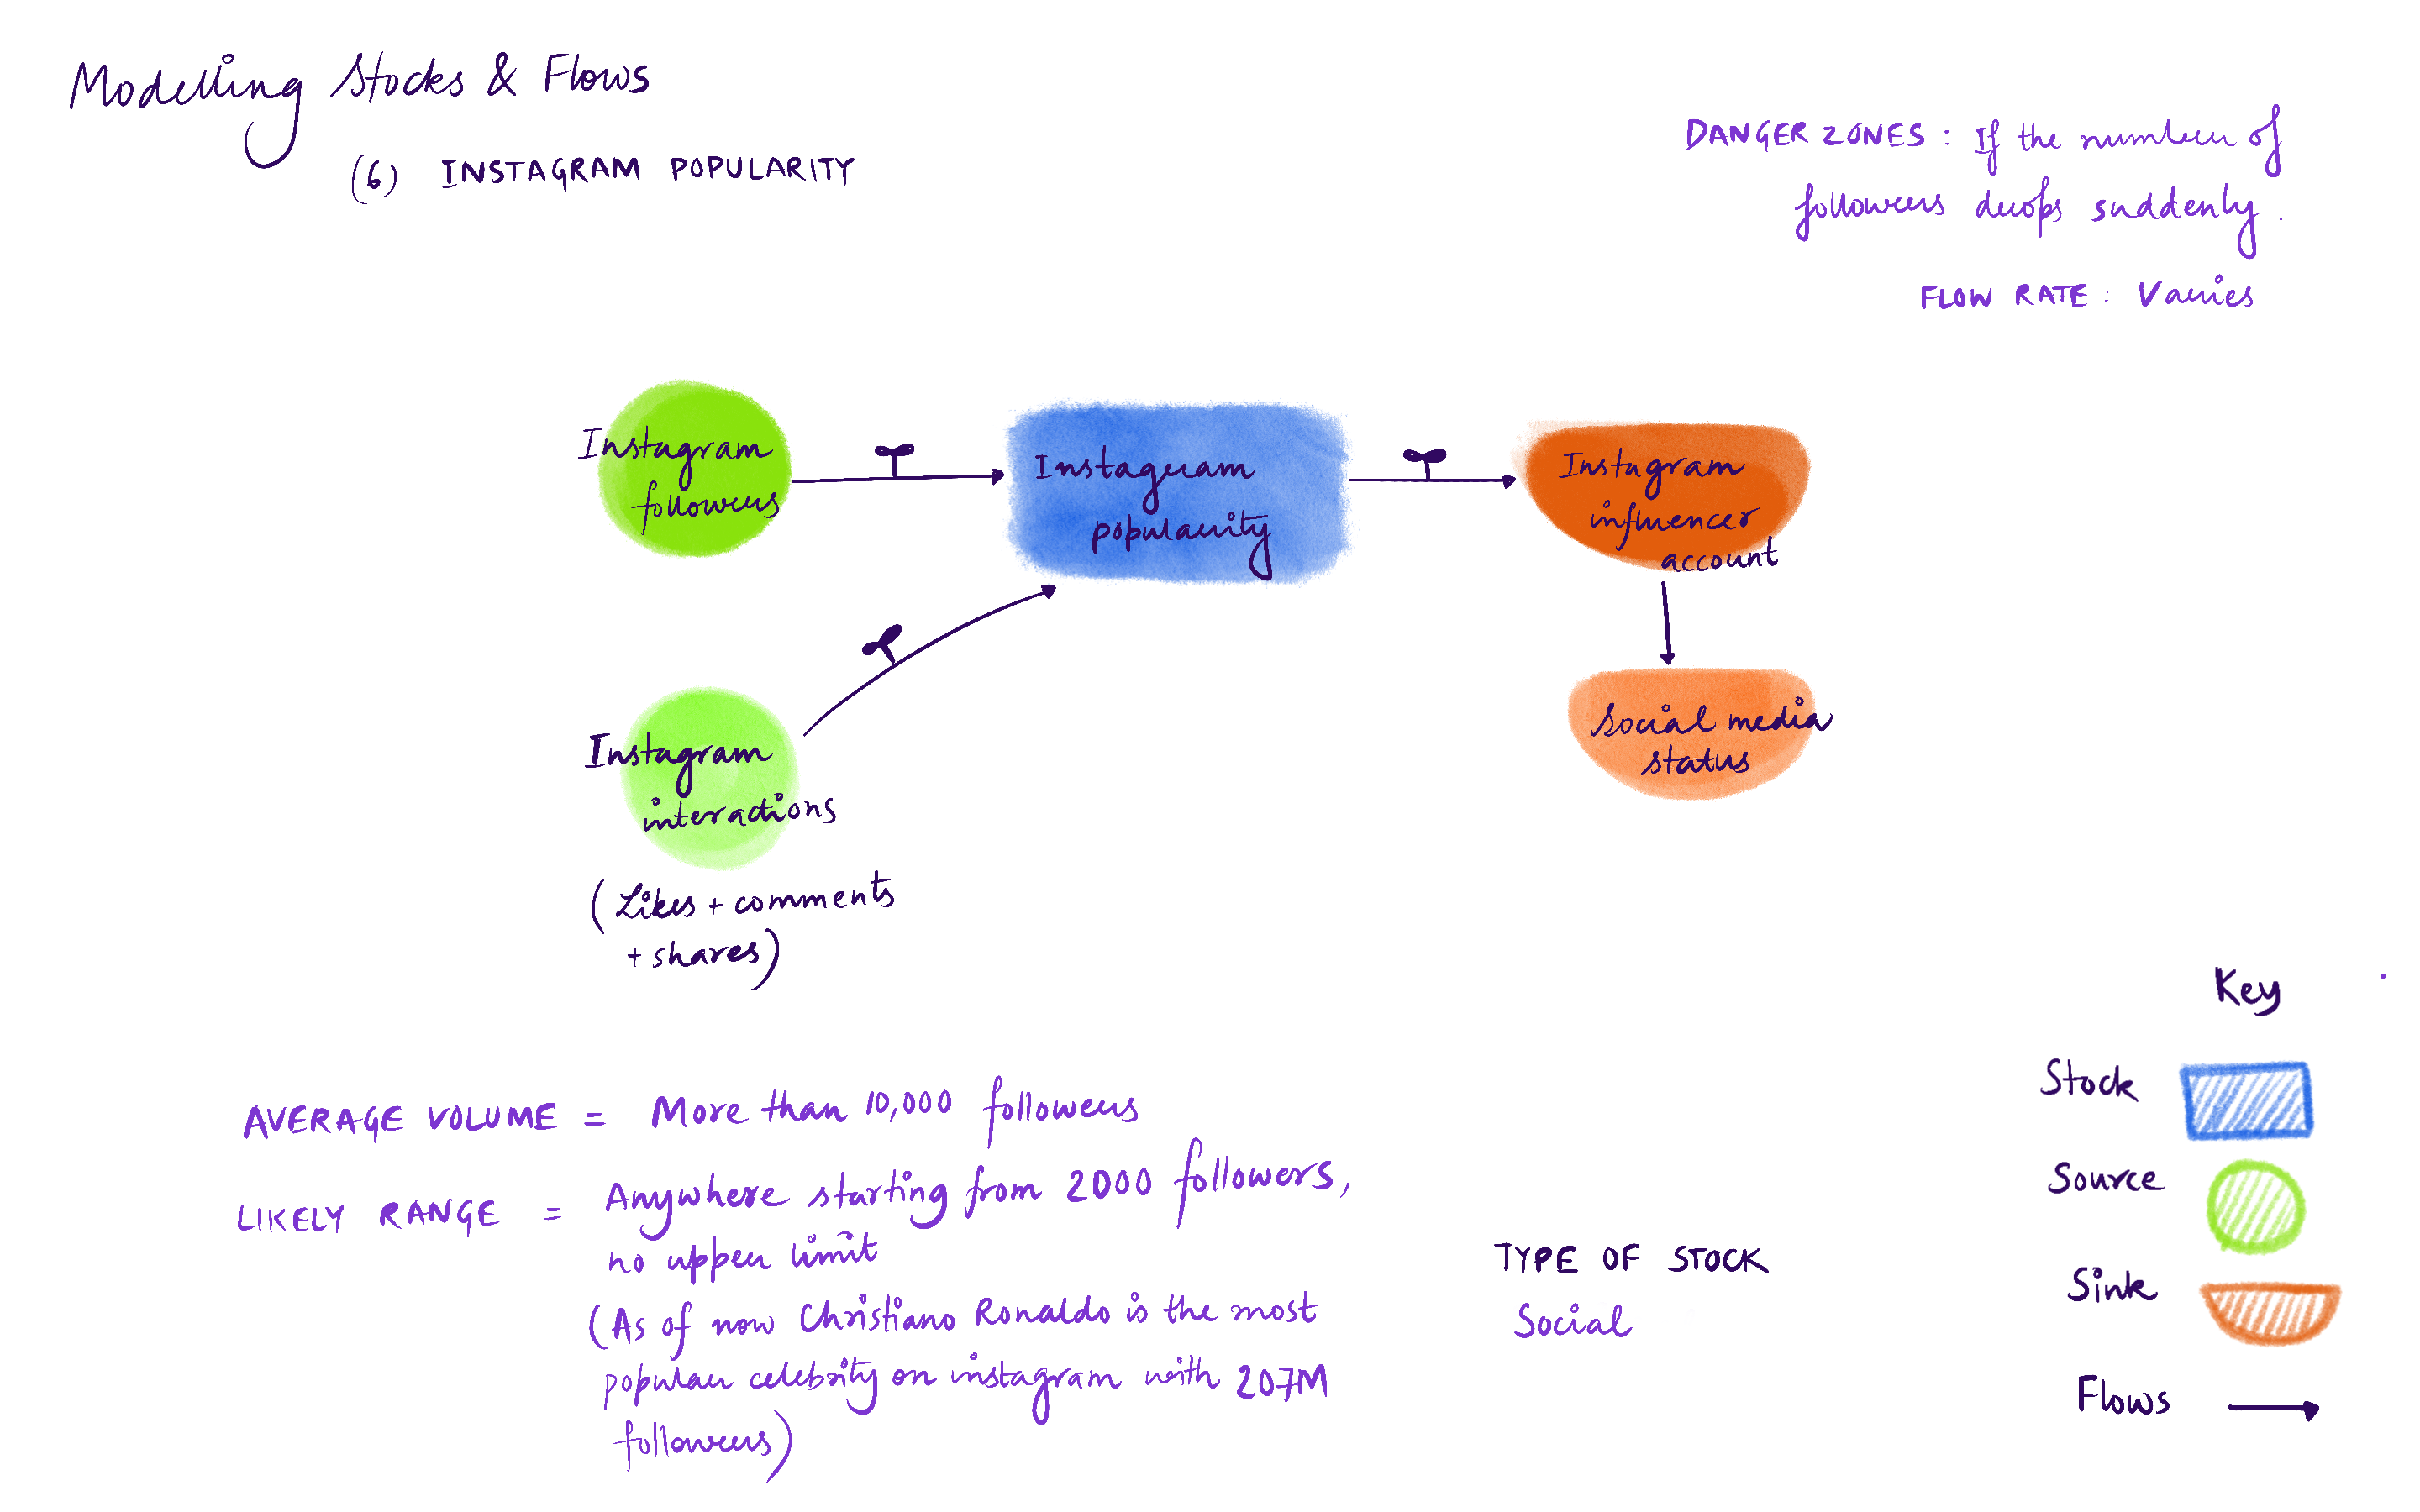 Modelling Stocks & Flows
(6) INSTAGRAM POPULARITY
DANGER ZONES : If the number of
followers drops suddenly.
FLOW RATE : Varies
Instagram
followers
Instagram
popularity
Instagram
influencer
account
Social media
status
Instagram
interactions
(Likes + comments
+ shares)
AVERAGE VOLUME = More than 10,000 followers
LIKELY RANGE = Anywhere starting from 2000 followers,
no upper limit
(As of now Christiano Ronaldo is the most
popular celebrity on instagram with 207M
followers)
TYPE OF STOCK
Social
Key
Stock
Source
Sink
Flows